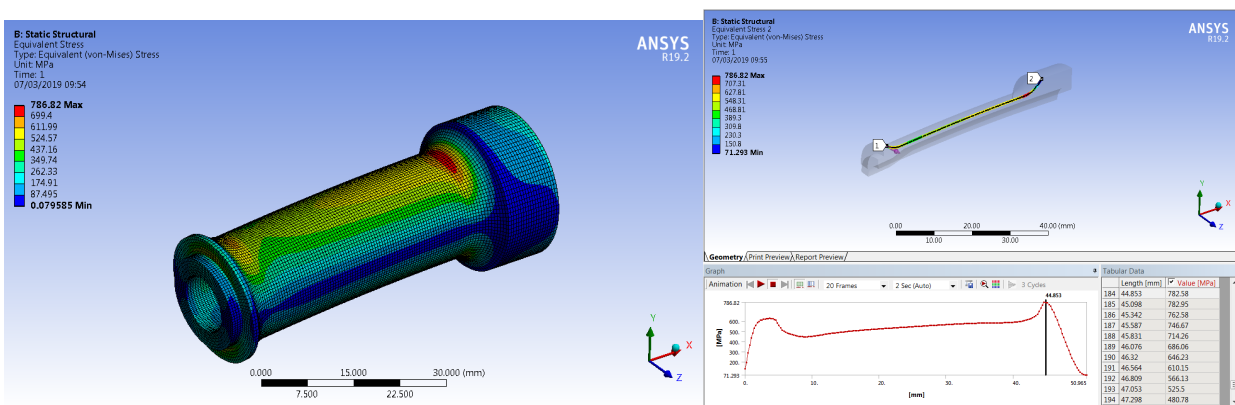 B: Static Structural
Equivalent Stress
Type: Equivalent (von-Mises) Stress
Unit: MPa
Time: 1
07/03/2019 09:54
786.82 Max
699.4
611.99
524.57
437.16
349.74
262.33
174.91
87.495
0.079585 Min
ANSYS
R19.2
0.000
15.000
30.000 (mm)
7.500
22.500
Y
X
Z
B: Static Structural
Equivalent Stress 2
Type: Equivalent (von-Mises) Stress
Unit: MPa
Time: 1
07/03/2019 09:55
786.82 Max
707.31
627.81
548.31
468.81
389.3
309.8
230.3
150.8
71.293 Min
ANSYS
R19.2
2
1
0.00
20.00
40.00 (mm)
10.00
30.00
Y
X
Z
Geometry Print Preview Report Preview
Graph
Animation 20 Frames 2 Sec (Auto) 3 Cycles
44.853
786.82
600.
500.
400.
300.
200.
71.293
[MPa]
0. 10. 20. 30. 40. 50.965
[mm]
Tabular Data
Length [mm] Value [MPa]
184 44.853 782.58
185 45.098 782.95
186 45.342 762.58
187 45.587 746.67
188 45.831 714.26
189 46.076 686.06
190 46.32 646.23
191 46.564 610.15
192 46.809 566.13
193 47.053 525.5
194 47.298 480.78